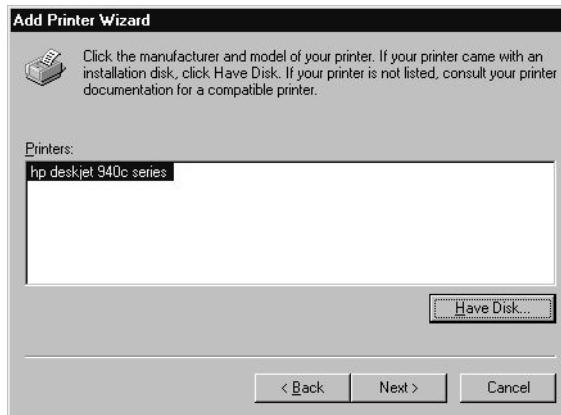 Add Printer Wizard
Click the manufacturer and model of your printer. If your printer came with an
installation disk, click Have Disk. If your printer is not listed, consult your printer
documentation for a compatible printer.
Printers:
hp deskjet 940c series
Have Disk...
< Back
Next >
Cancel